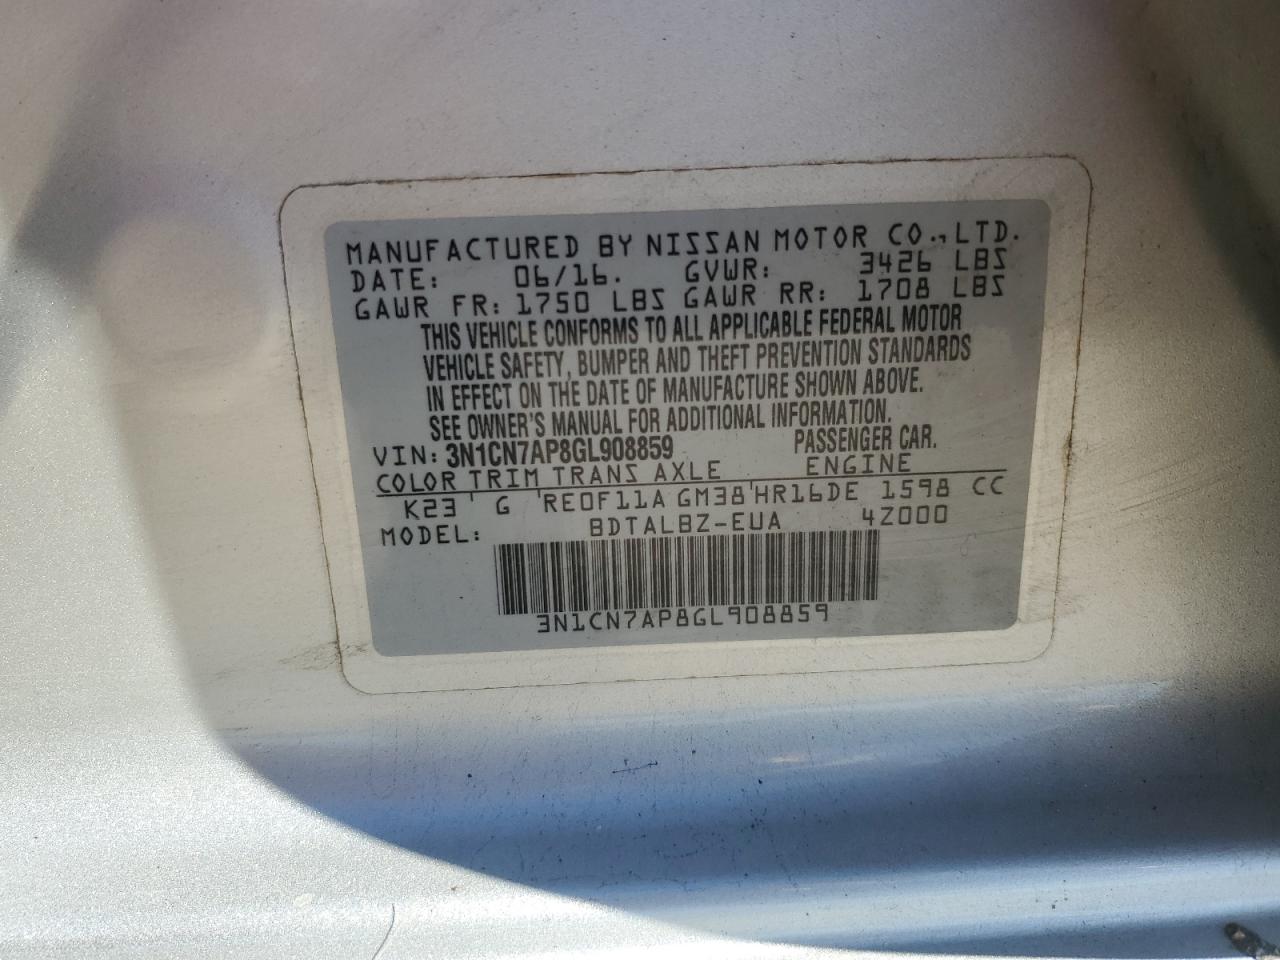 MANUFACTURED BY NISSAN MOTOR CO., LTD.
DATE: 06/16. GVWR: 3426 LBS
GAWR FR: 1750 LBS GAWR RR: 1708 LBS
THIS VEHICLE CONFORMS TO ALL APPLICABLE FEDERAL MOTOR
VEHICLE SAFETY, BUMPER AND THEFT PREVENTION STANDARDS
IN EFFECT ON THE DATE OF MANUFACTURE SHOWN ABOVE.
SEE OWNER'S MANUAL FOR ADDITIONAL INFORMATION.
VIN: 3N1CN7AP8GL908859 PASSENGER CAR.
COLOR TRIM TRANS AXLE ENGINE
K23 G RE0F11A GM38 HR16DE 1598 CC
MODEL: BDTALBZ-EUA 4Z000
3N1CN7AP8GL908859